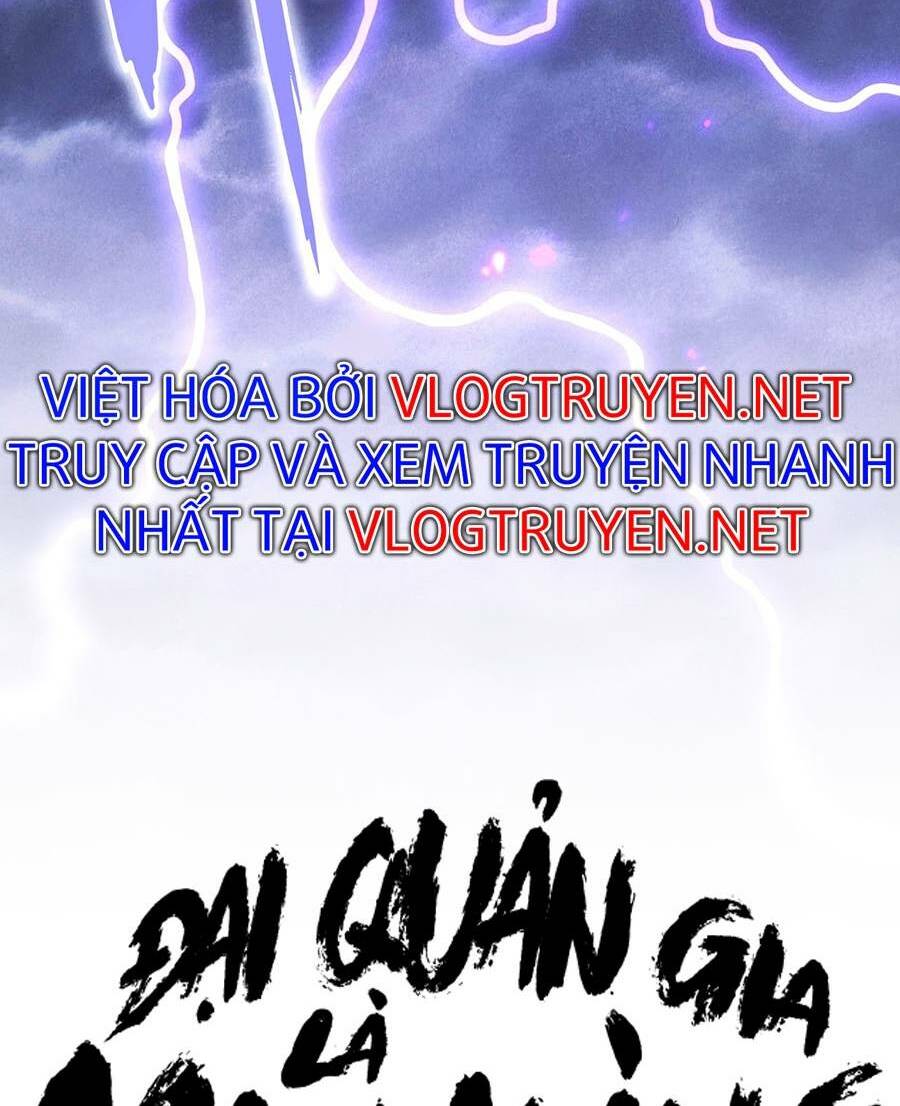 VIỆT HÓA BỞI VLOGTRUYEN.NET
TRUY CẬP VÀ XEM TRUYỆN NHANH
NHẤT TẠI VLOGTRUYEN.NET
ĐẠI QUẢN GIA
LÀ